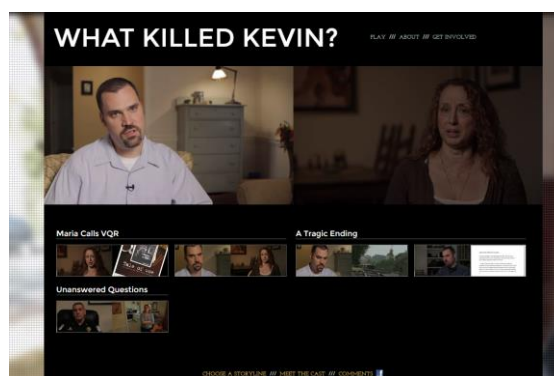 WHAT KILLED KEVIN?
PLAY /// ABOUT /// GET INVOLVED
Maria Calls VQR
A Tragic Ending
Unanswered Questions
CHOOSE A STORYLINE /// MEET THE CAST /// COMMENTS